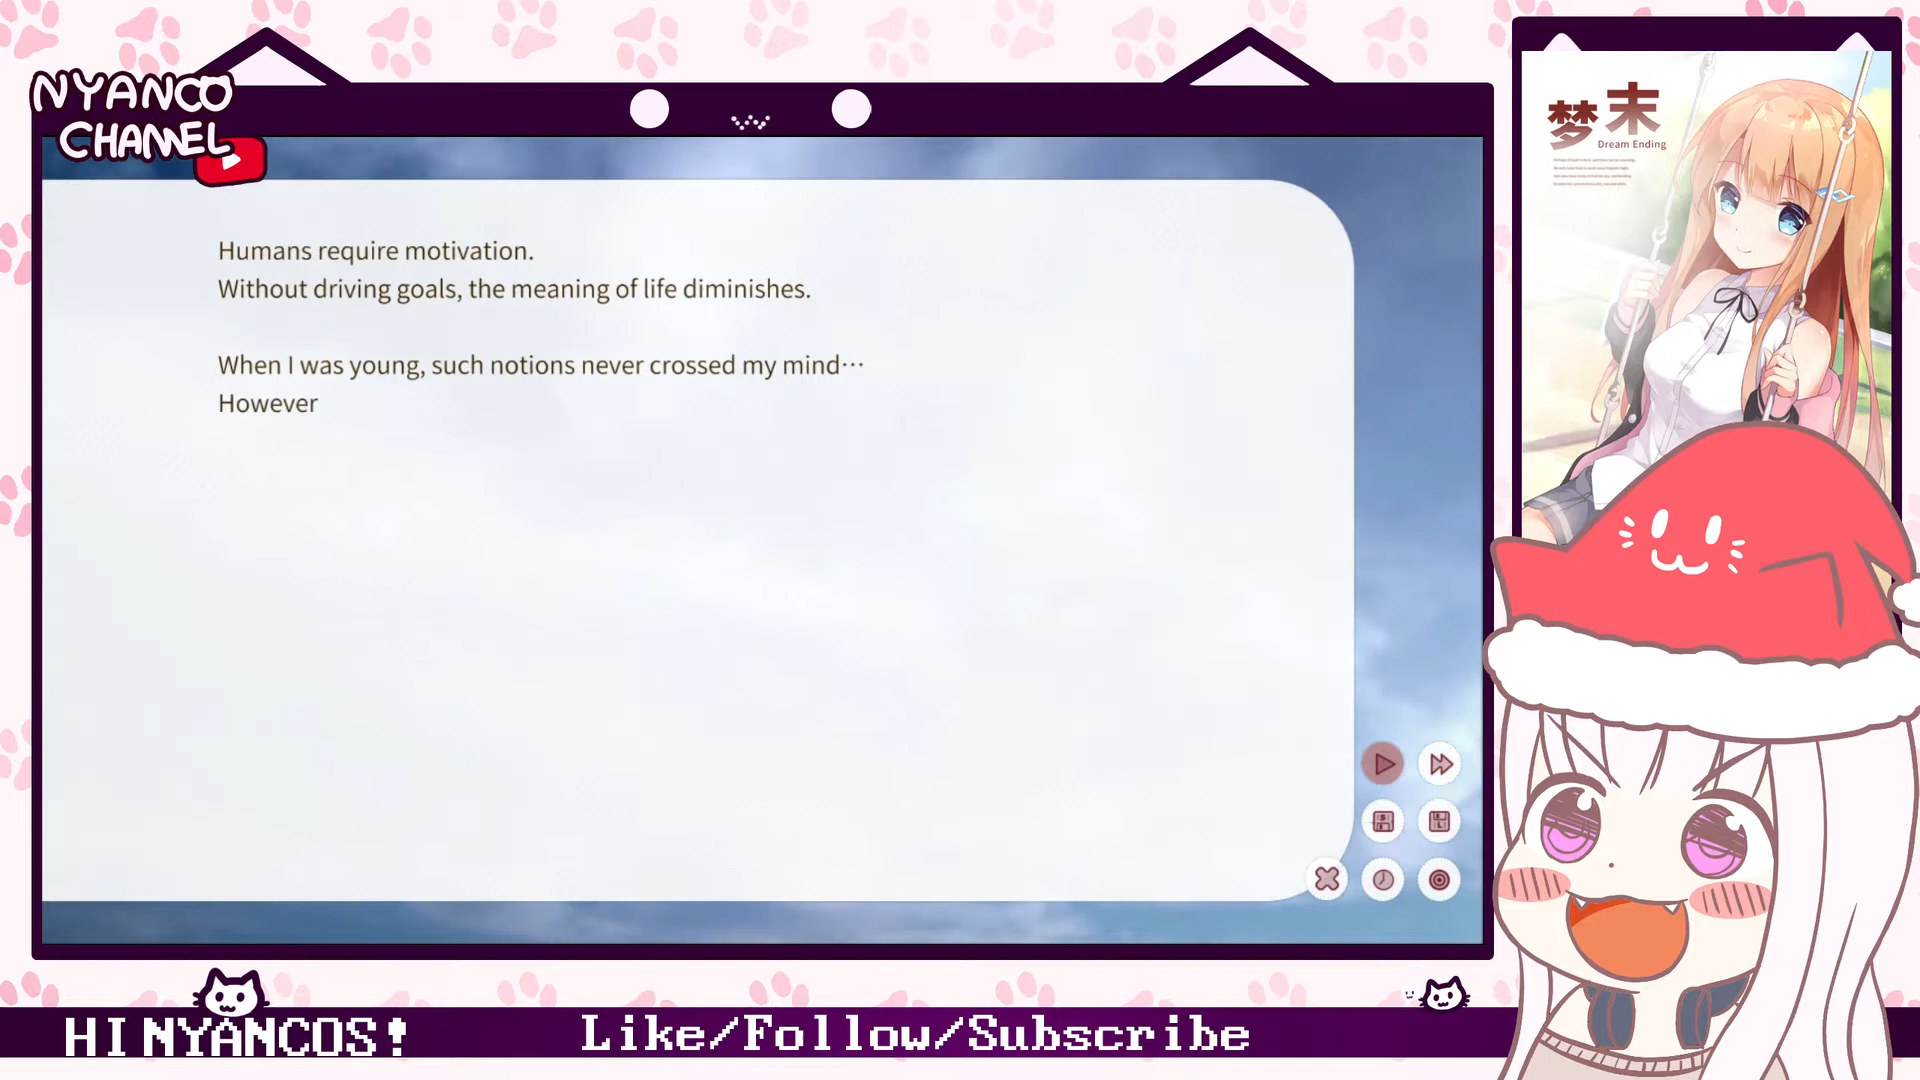 NYANCO
CHANNEL
Humans require motivation.
Without driving goals, the meaning of life diminishes.
When I was young, such notions never crossed my mind…
However
梦末
Dream Ending
HI NYANCOS!
Like/Follow/Subscribe